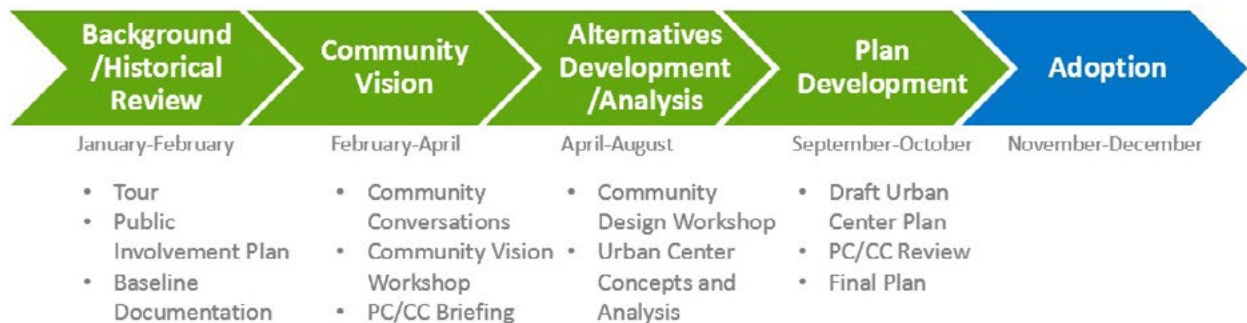 Background
/Historical
Review
Community
Vision
Alternatives
Development
/Analysis
Plan
Development
Adoption
January-February
February-April
April-August
September-October
November-December
• Tour
• Public
Involvement Plan
• Baseline
Documentation
• Community
Conversations
• Community Vision
Workshop
• PC/CC Briefing
• Community
Design Workshop
• Urban Center
Concepts and
Analysis
• Draft Urban
Center Plan
• PC/CC Review
• Final Plan